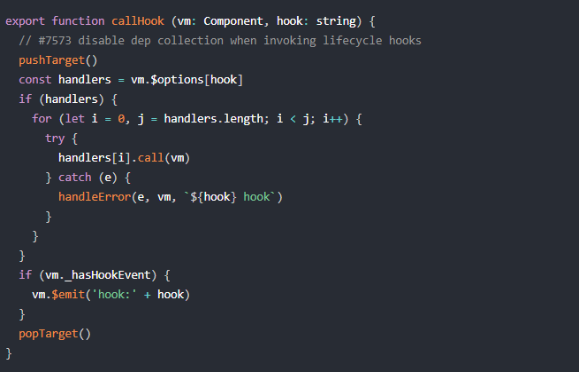 export function callHook (vm: Component, hook: string) {
  // #7573 disable dep collection when invoking lifecycle hooks
  pushTarget()
  const handlers = vm.$options[hook]
  if (handlers) {
    for (let i = 0, j = handlers.length; i < j; i++) {
      try {
        handlers[i].call(vm)
      } catch (e) {
        handleError(e, vm, `${hook} hook`)
      }
    }
  }
  if (vm._hasHookEvent) {
    vm.$emit('hook:' + hook)
  }
  popTarget()
}